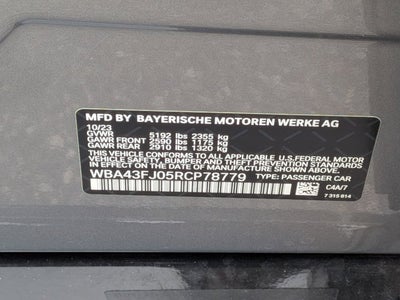 MFD BY BAYERISCHE MOTOREN WERKE AG
10/23
GVWR 5192 lbs 2355 kg
GAWR FRONT 2590 lbs 1175 kg
GAWR REAR 2910 lbs 1320 kg
THIS VEHICLE CONFORMS TO ALL APPLICABLE U.S.FEDERAL MOTOR
VEHICLE SAFETY, BUMPER AND THEFT PREVENTION STANDARDS
IN EFFECT ON THE DATE OF MANUFACTURE SHOWN ABOVE.
WBA43FJ05RCP78779 TYPE: PASSENGER CAR
C4A/7
7 315 814